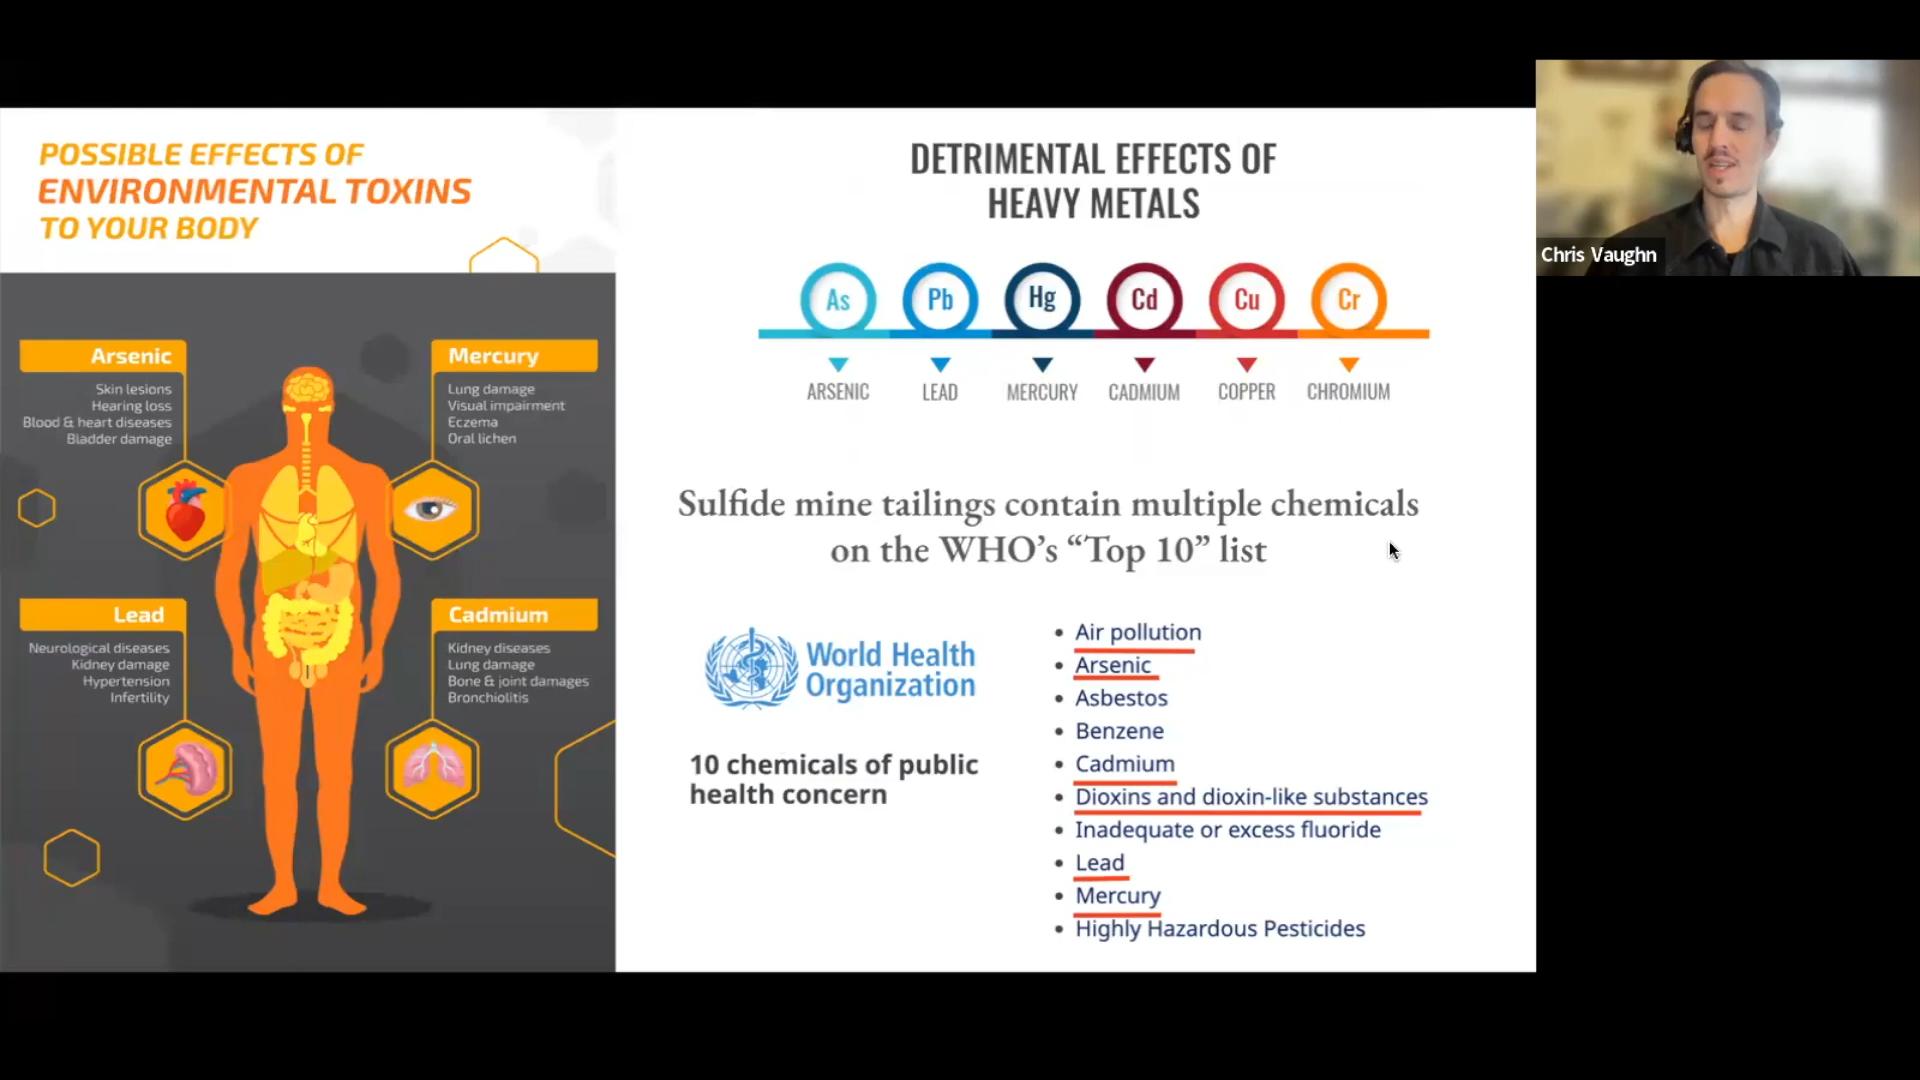 POSSIBLE EFFECTS OF
ENVIRONMENTAL TOXINS
TO YOUR BODY
Arsenic
Skin lesions
Hearing loss
Blood & heart diseases
Bladder damage
Mercury
Lung damage
Visual impairment
Eczema
Oral lichen
Lead
Neurological diseases
Kidney damage
Hypertension
Infertility
Cadmium
Kidney diseases
Lung damage
Bone & joint damages
Bronchiolitis
DETRIMENTAL EFFECTS OF
HEAVY METALS
As Pb Hg Cd Cu Cr
ARSENIC LEAD MERCURY CADMIUM COPPER CHROMIUM
Sulfide mine tailings contain multiple chemicals
on the WHO’s “Top 10” list
World Health
Organization
10 chemicals of public
health concern
• Air pollution
• Arsenic
• Asbestos
• Benzene
• Cadmium
• Dioxins and dioxin-like substances
• Inadequate or excess fluoride
• Lead
• Mercury
• Highly Hazardous Pesticides
Chris Vaughn